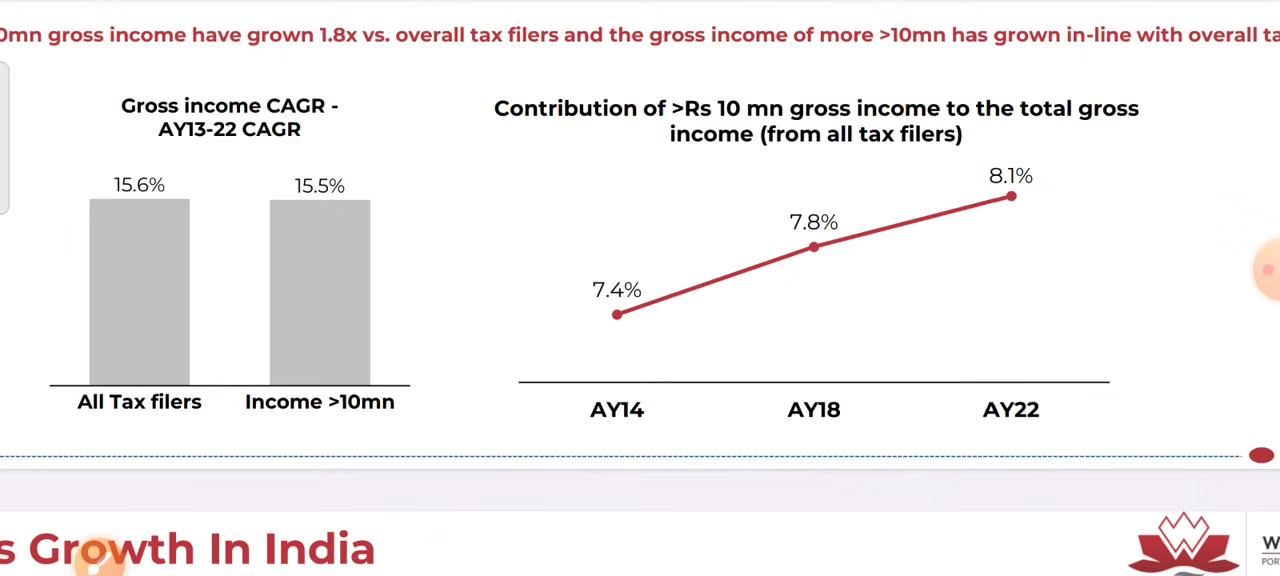 0mn gross income have grown 1.8x vs. overall tax filers and the gross income of more >10mn has grown in-line with overall ta
Gross income CAGR -
AY13-22 CAGR
15.6%
15.5%
All Tax filers
Income >10mn
Contribution of >Rs 10 mn gross income to the total gross
income (from all tax filers)
7.4%
7.8%
8.1%
AY14
AY18
AY22
s Growth In India
W
POR